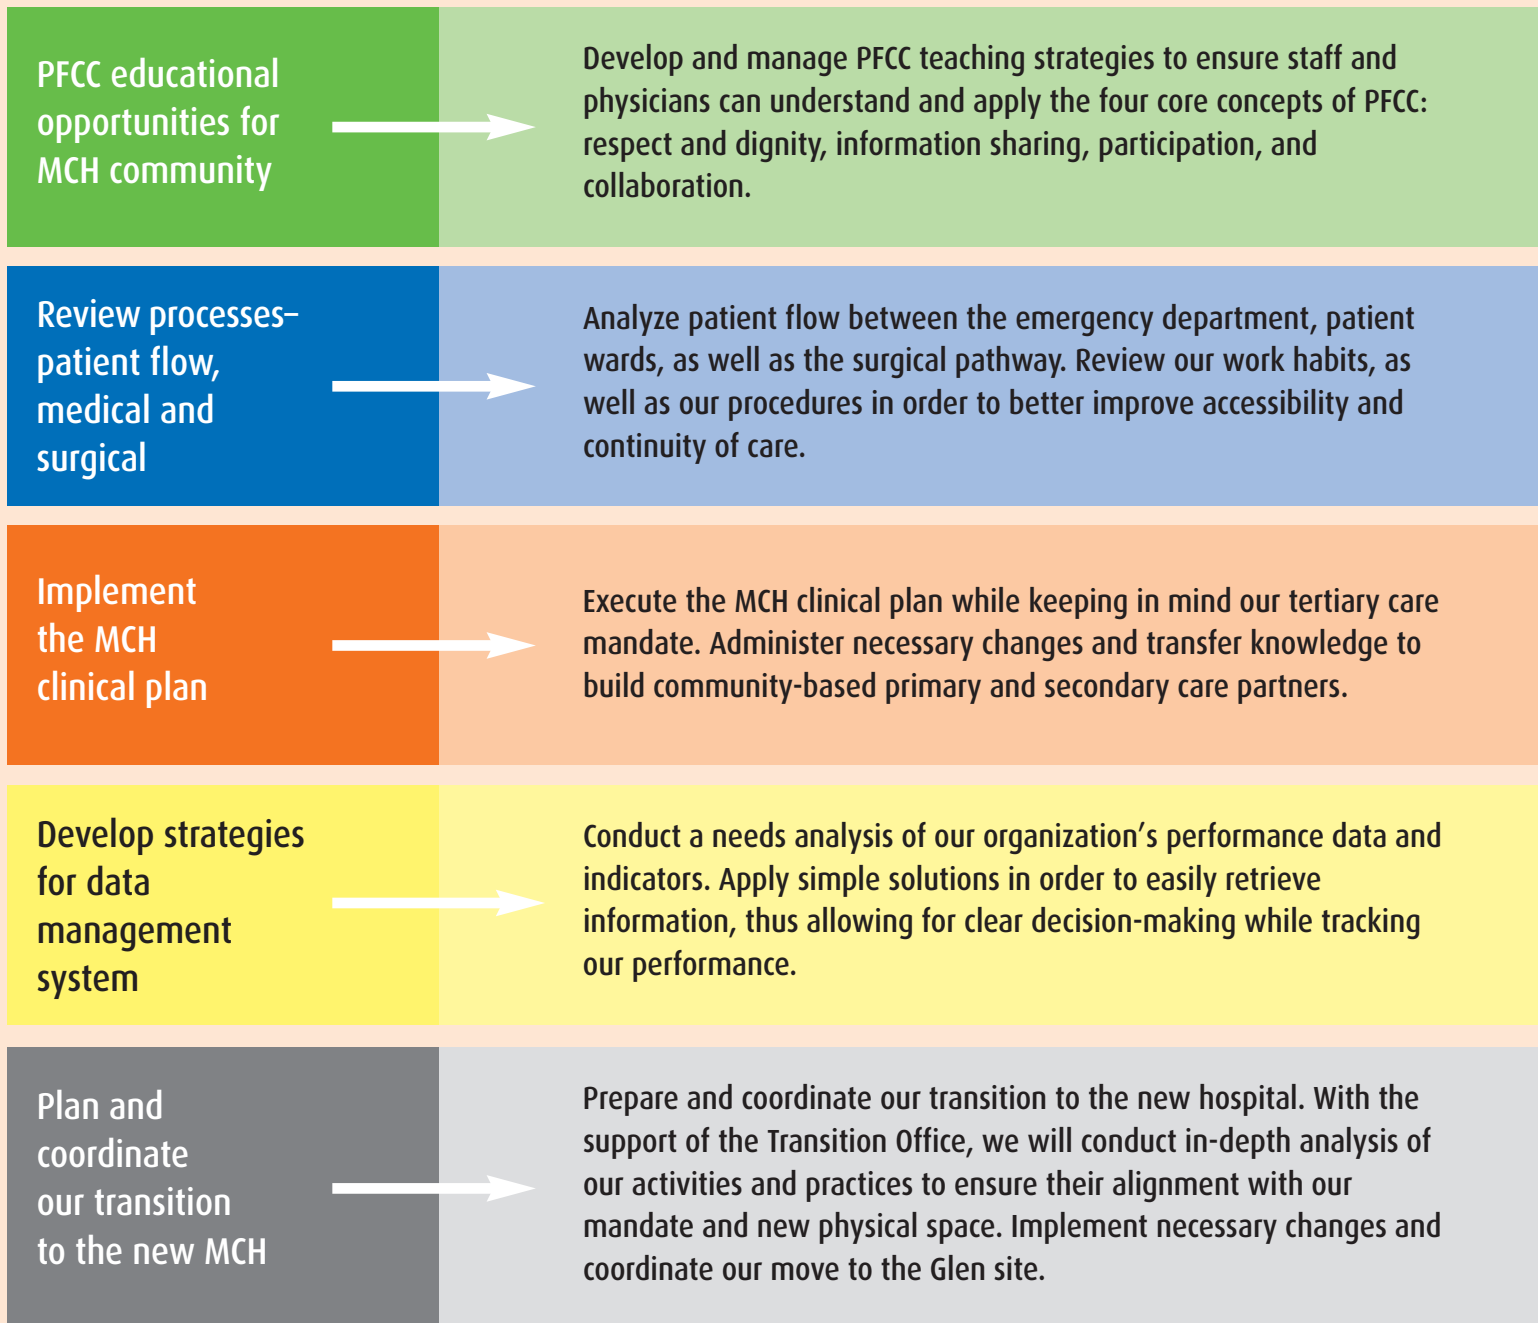 PFCC educational
opportunities for
MCH community
Develop and manage PFCC teaching strategies to ensure staff and
physicians can understand and apply the four core concepts of PFCC:
respect and dignity, information sharing, participation, and
collaboration.
Review processes–
patient flow,
medical and
surgical
Analyze patient flow between the emergency department, patient
wards, as well as the surgical pathway. Review our work habits, as
well as our procedures in order to better improve accessibility and
continuity of care.
Implement
the MCH
clinical plan
Execute the MCH clinical plan while keeping in mind our tertiary care
mandate. Administer necessary changes and transfer knowledge to
build community-based primary and secondary care partners.
Develop strategies
for data
management
system
Conduct a needs analysis of our organization’s performance data and
indicators. Apply simple solutions in order to easily retrieve
information, thus allowing for clear decision-making while tracking
our performance.
Plan and
coordinate
our transition
to the new MCH
Prepare and coordinate our transition to the new hospital. With the
support of the Transition Office, we will conduct in-depth analysis of
our activities and practices to ensure their alignment with our
mandate and new physical space. Implement necessary changes and
coordinate our move to the Glen site.